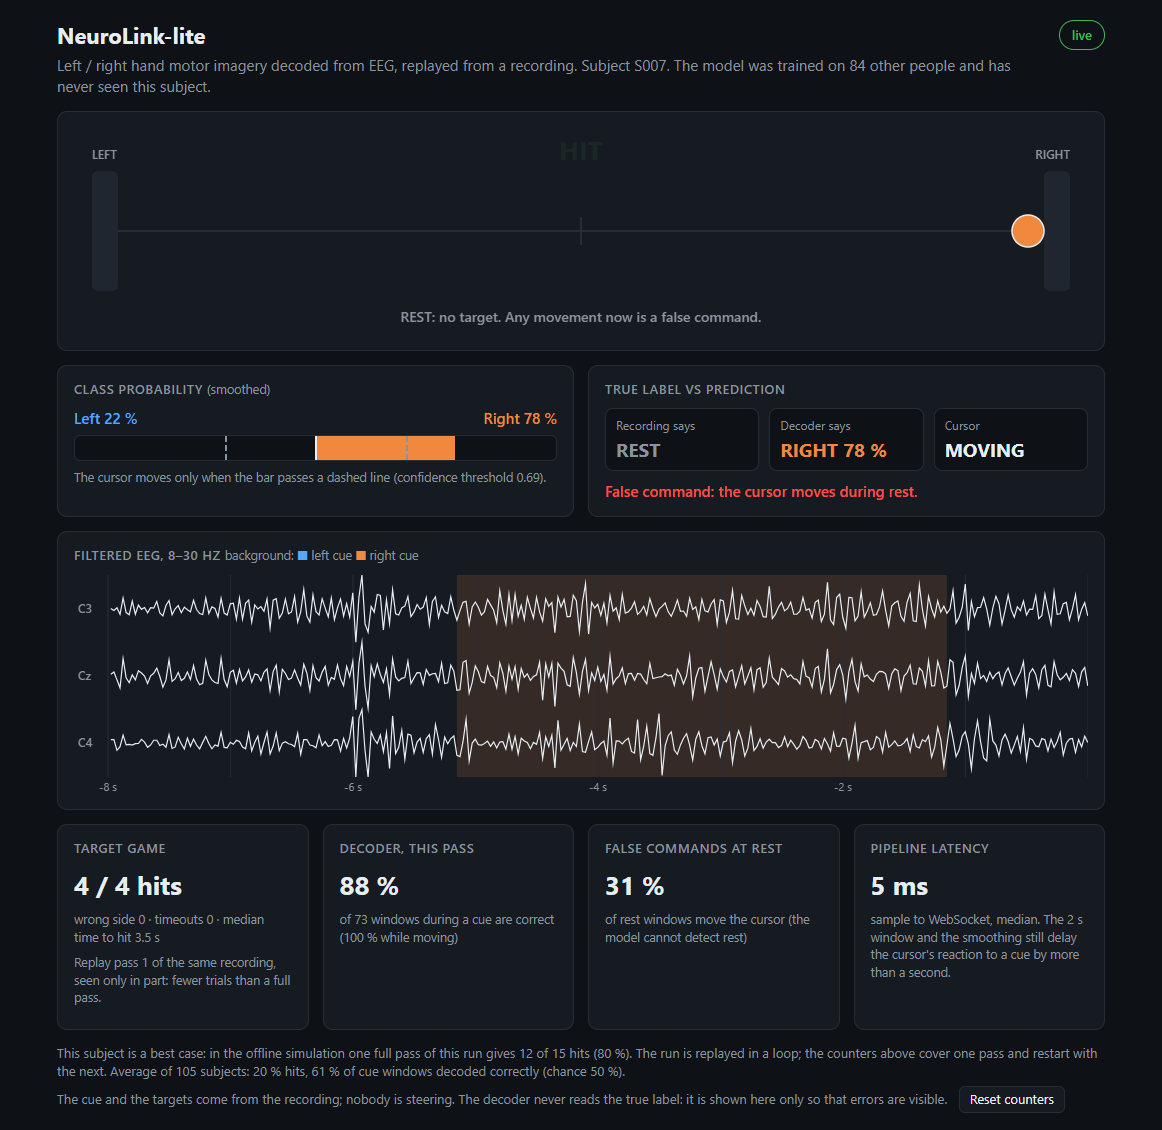 NeuroLink-lite
live
Left / right hand motor imagery decoded from EEG, replayed from a recording. Subject S007. The model was trained on 84 other people and has
never seen this subject.
HIT
LEFT
RIGHT
REST: no target. Any movement now is a false command.
CLASS PROBABILITY (smoothed)
Left 22 %
Right 78 %
The cursor moves only when the bar passes a dashed line (confidence threshold 0.69).
TRUE LABEL VS PREDICTION
Recording says
REST
Decoder says
RIGHT 78 %
Cursor
MOVING
False command: the cursor moves during rest.
FILTERED EEG, 8–30 HZ background: left cue right cue
C3
Cz
C4
-8 s
-6 s
-4 s
-2 s
TARGET GAME
4 / 4 hits
wrong side 0 · timeouts 0 · median
time to hit 3.5 s
Replay pass 1 of the same recording,
seen only in part: fewer trials than a full
pass.
DECODER, THIS PASS
88 %
of 73 windows during a cue are correct
(100 % while moving)
FALSE COMMANDS AT REST
31 %
of rest windows move the cursor (the
model cannot detect rest)
PIPELINE LATENCY
5 ms
sample to WebSocket, median. The 2 s
window and the smoothing still delay
the cursor's reaction to a cue by more
than a second.
This subject is a best case: in the offline simulation one full pass of this run gives 12 of 15 hits (80 %). The run is replayed in a loop; the counters above cover one pass and restart with
the next. Average of 105 subjects: 20 % hits, 61 % of cue windows decoded correctly (chance 50 %).
The cue and the targets come from the recording; nobody is steering. The decoder never reads the true label: it is shown here only so that errors are visible.
Reset counters